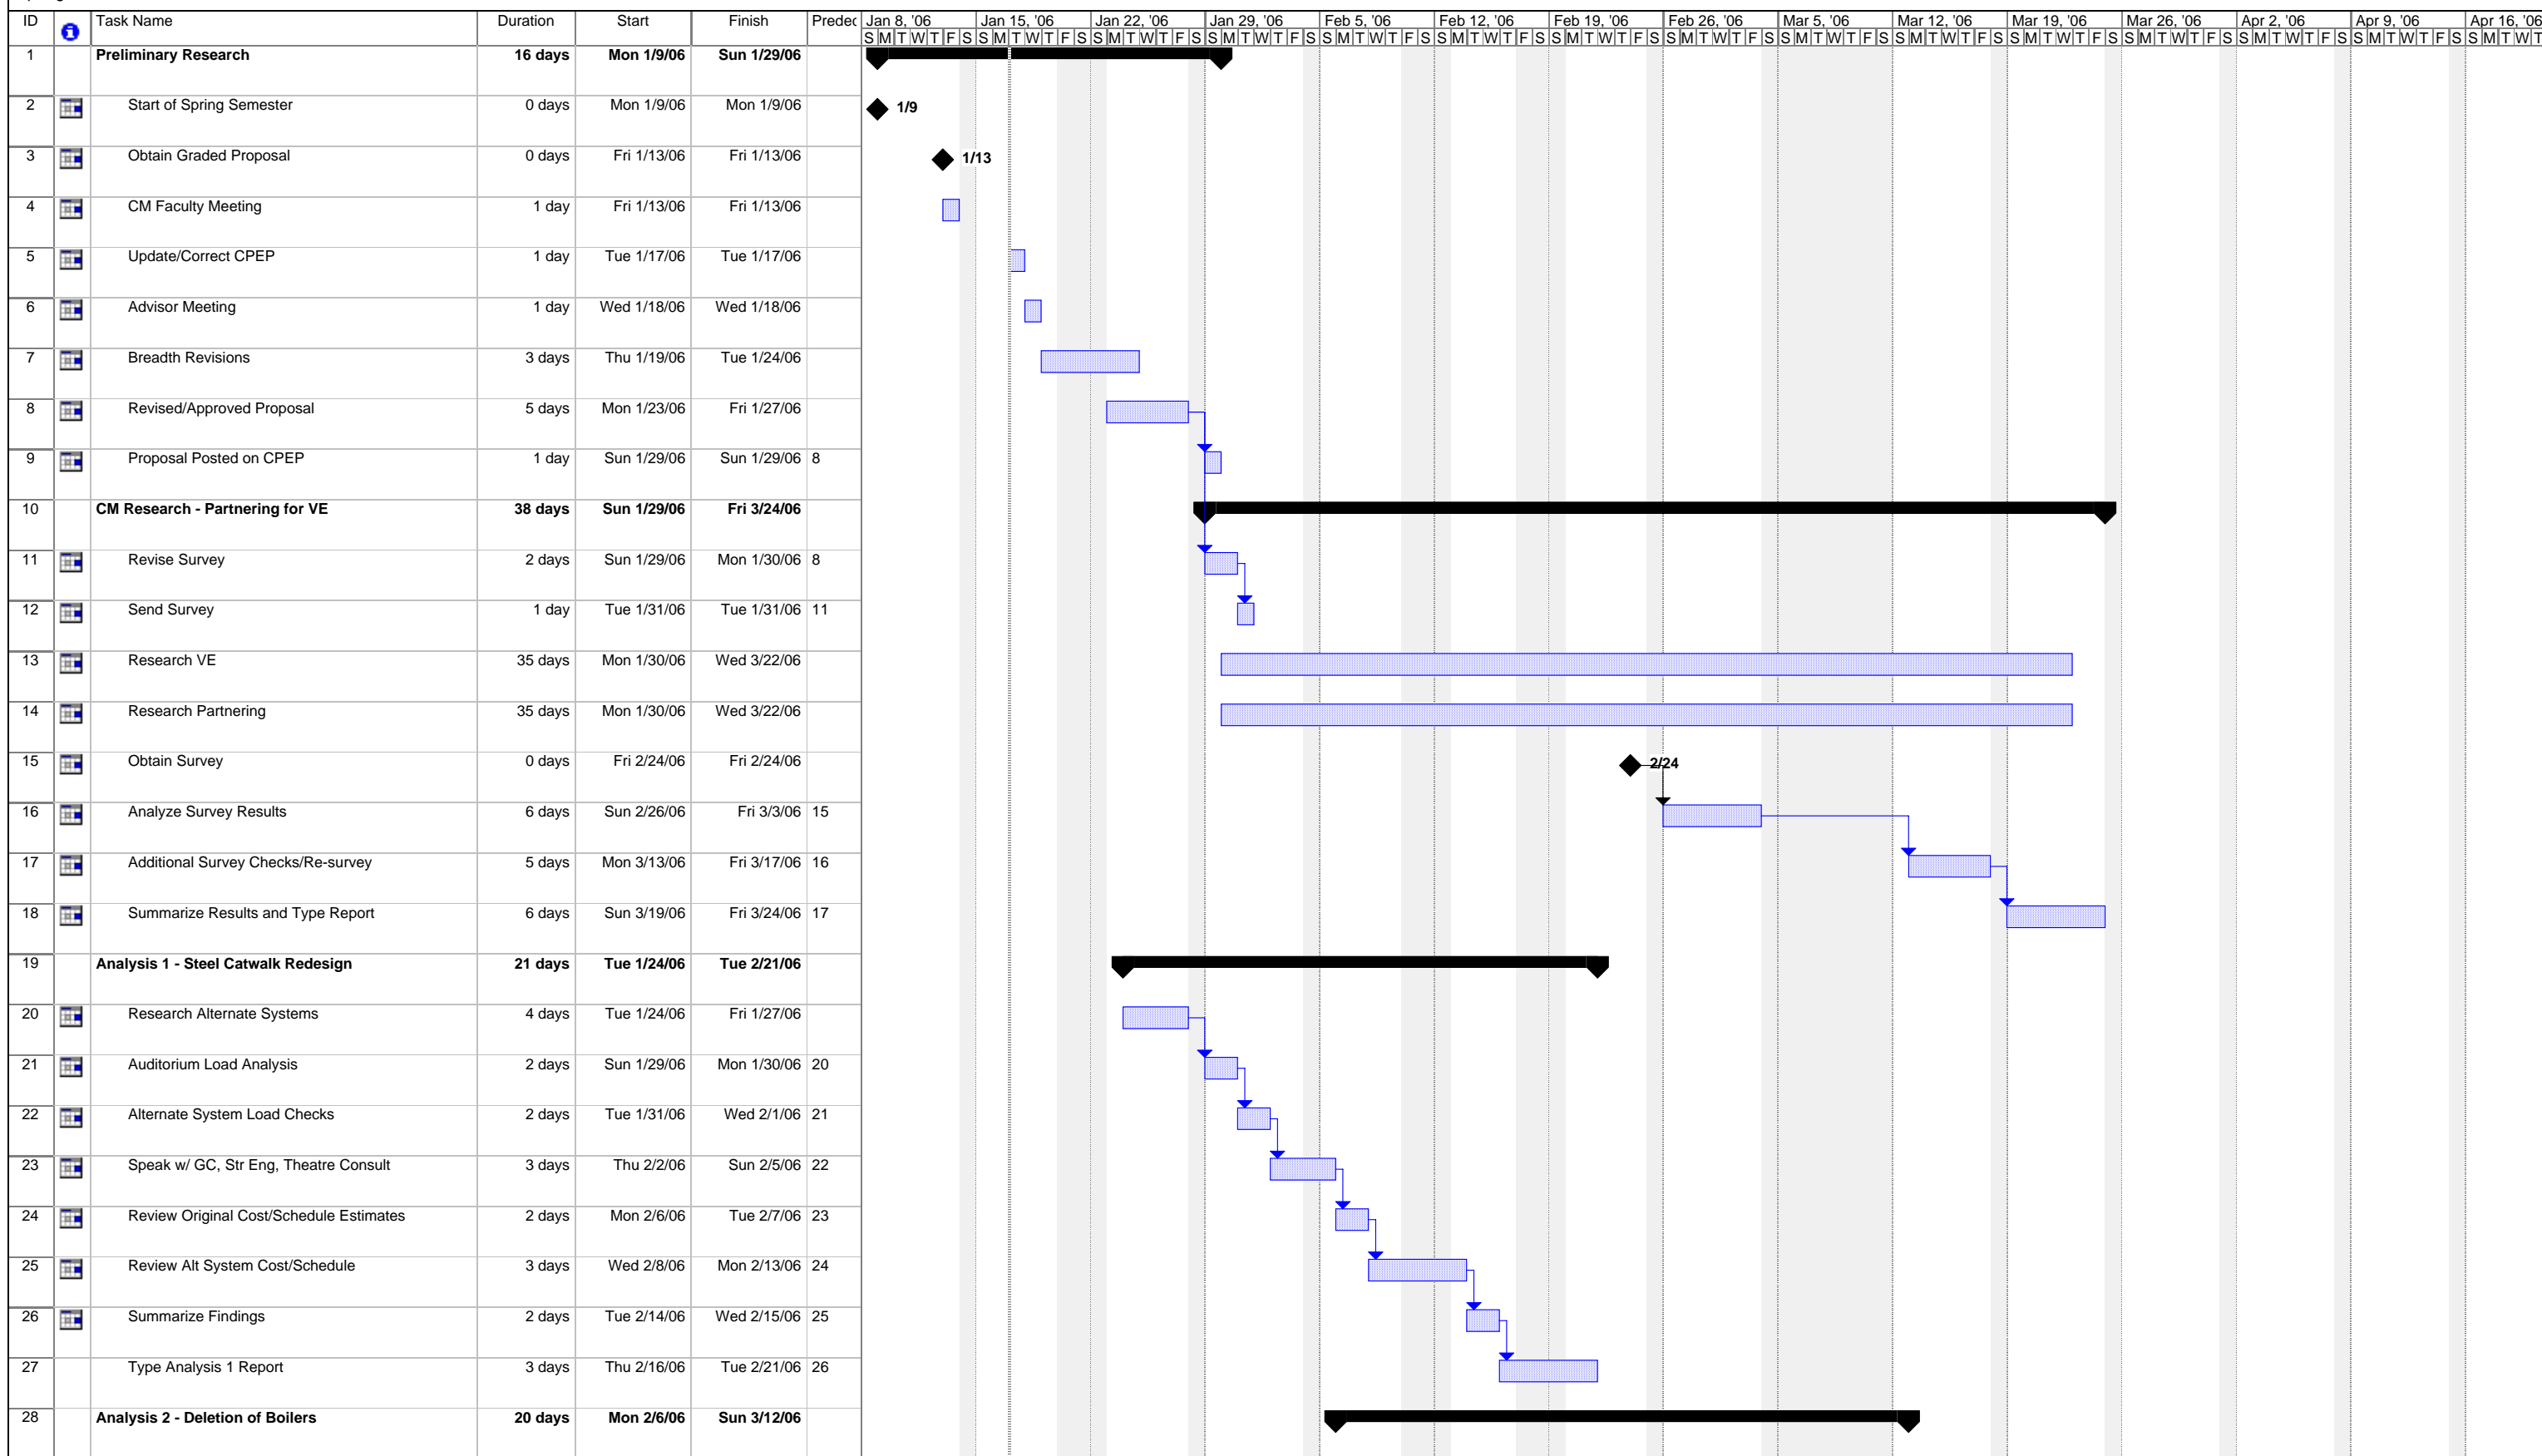 ID Task Name Duration Start Finish Predec Jan 8, '06 Jan 15, '06 Jan 22, '06 Jan 29, '06 Feb 5, '06 Feb 12, '06 Feb 19, '06 Feb 26, '06 Mar 5, '06 Mar 12, '06 Mar 19, '06 Mar 26, '06 Apr 2, '06 Apr 9, '06 Apr 16, '06
S M T W T F S S M T W T F S S M T W T F S S M T W T F S S M T W T F S S M T W T F S S M T W T F S S M T W T F S S M T W T F S S M T W T F S S M T W T F S S M T W T F S S M T W T F S S M T W T F S S M T W T
1 Preliminary Research 16 days Mon 1/9/06 Sun 1/29/06
2 Start of Spring Semester 0 days Mon 1/9/06 Mon 1/9/06 1/9
3 Obtain Graded Proposal 0 days Fri 1/13/06 Fri 1/13/06 1/13
4 CM Faculty Meeting 1 day Fri 1/13/06 Fri 1/13/06
5 Update/Correct CPEP 1 day Tue 1/17/06 Tue 1/17/06
6 Advisor Meeting 1 day Wed 1/18/06 Wed 1/18/06
7 Breadth Revisions 3 days Thu 1/19/06 Tue 1/24/06
8 Revised/Approved Proposal 5 days Mon 1/23/06 Fri 1/27/06
9 Proposal Posted on CPEP 1 day Sun 1/29/06 Sun 1/29/06 8
10 CM Research - Partnering for VE 38 days Sun 1/29/06 Fri 3/24/06
11 Revise Survey 2 days Sun 1/29/06 Mon 1/30/06 8
12 Send Survey 1 day Tue 1/31/06 Tue 1/31/06 11
13 Research VE 35 days Mon 1/30/06 Wed 3/22/06
14 Research Partnering 35 days Mon 1/30/06 Wed 3/22/06
15 Obtain Survey 0 days Fri 2/24/06 Fri 2/24/06 2/24
16 Analyze Survey Results 6 days Sun 2/26/06 Fri 3/3/06 15
17 Additional Survey Checks/Re-survey 5 days Mon 3/13/06 Fri 3/17/06 16
18 Summarize Results and Type Report 6 days Sun 3/19/06 Fri 3/24/06 17
19 Analysis 1 - Steel Catwalk Redesign 21 days Tue 1/24/06 Tue 2/21/06
20 Research Alternate Systems 4 days Tue 1/24/06 Fri 1/27/06
21 Auditorium Load Analysis 2 days Sun 1/29/06 Mon 1/30/06 20
22 Alternate System Load Checks 2 days Tue 1/31/06 Wed 2/1/06 21
23 Speak w/ GC, Str Eng, Theatre Consult 3 days Thu 2/2/06 Sun 2/5/06 22
24 Review Original Cost/Schedule Estimates 2 days Mon 2/6/06 Tue 2/7/06 23
25 Review Alt System Cost/Schedule 3 days Wed 2/8/06 Mon 2/13/06 24
26 Summarize Findings 2 days Tue 2/14/06 Wed 2/15/06 25
27 Type Analysis 1 Report 3 days Thu 2/16/06 Tue 2/21/06 26
28 Analysis 2 - Deletion of Boilers 20 days Mon 2/6/06 Sun 3/12/06